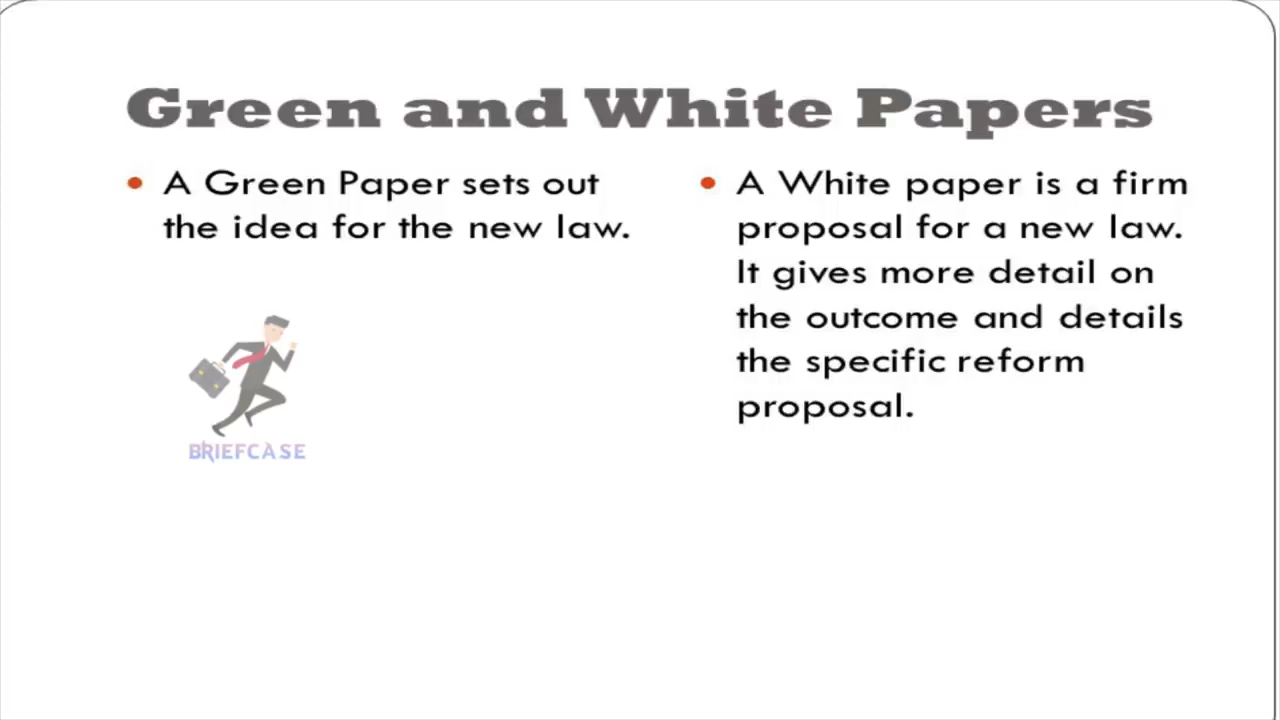 Green and White Papers
A Green Paper sets out
the idea for the new law.
BRIEFCASE
A White paper is a firm
proposal for a new law.
It gives more detail on
the outcome and details
the specific reform
proposal.